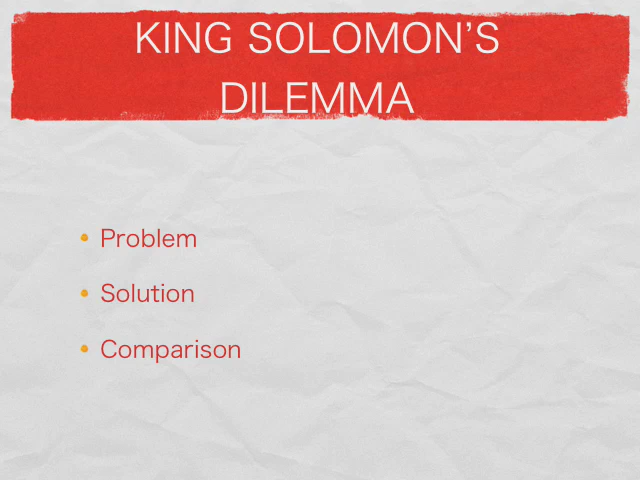 KING SOLOMON’S
DILEMMA
Problem
Solution
Comparison